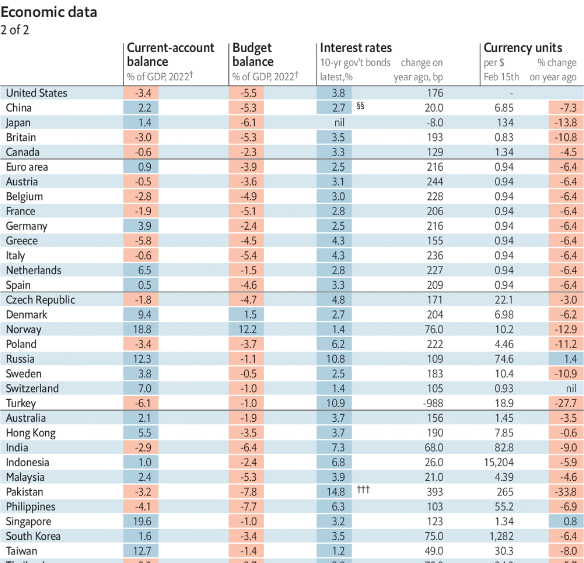 Economic data
2 of 2
Current-account balance % of GDP, 2022† Budget balance % of GDP, 2022† Interest rates 10-yr gov't bonds latest,% change on year ago, bp Currency units per $ Feb 15th % change on year ago
United States -3.4 -5.5 3.8 176 -
China 2.2 -5.3 2.7 §§ 20.0 6.85 -7.3
Japan 1.4 -6.1 nil -8.0 134 -13.8
Britain -3.0 -5.3 3.5 193 0.83 -10.8
Canada -0.6 -2.3 3.3 129 1.34 -4.5
Euro area 0.9 -3.9 2.5 216 0.94 -6.4
Austria -0.5 -3.6 3.1 244 0.94 -6.4
Belgium -2.8 -4.9 3.0 228 0.94 -6.4
France -1.9 -5.1 2.8 206 0.94 -6.4
Germany 3.9 -2.4 2.5 216 0.94 -6.4
Greece -5.8 -4.5 4.3 155 0.94 -6.4
Italy -0.6 -5.4 4.3 236 0.94 -6.4
Netherlands 6.5 -1.5 2.8 227 0.94 -6.4
Spain 0.5 -4.6 3.3 209 0.94 -6.4
Czech Republic -1.8 -4.7 4.8 171 22.1 -3.0
Denmark 9.4 1.5 2.7 204 6.98 -6.2
Norway 18.8 12.2 1.4 76.0 10.2 -12.9
Poland -3.4 -3.7 6.2 222 4.46 -11.2
Russia 12.3 -1.1 10.8 109 74.6 1.4
Sweden 3.8 -0.5 2.5 183 10.4 -10.9
Switzerland 7.0 -1.0 1.4 105 0.93 nil
Turkey -6.1 -1.0 10.9 -988 18.9 -27.7
Australia 2.1 -1.9 3.7 156 1.45 -3.5
Hong Kong 5.5 -3.5 3.7 190 7.85 -0.6
India -2.9 -6.4 7.3 68.0 82.8 -9.0
Indonesia 1.0 -2.4 6.8 26.0 15,204 -5.9
Malaysia 2.4 -5.3 3.9 21.0 4.39 -4.6
Pakistan -3.2 -7.8 14.8 ††† 393 265 -33.8
Philippines -4.1 -7.7 6.3 103 55.2 -6.9
Singapore 19.6 -1.0 3.2 123 1.34 0.8
South Korea 1.6 -3.4 3.5 75.0 1,282 -6.4
Taiwan 12.7 -1.4 1.2 49.0 30.3 -8.0